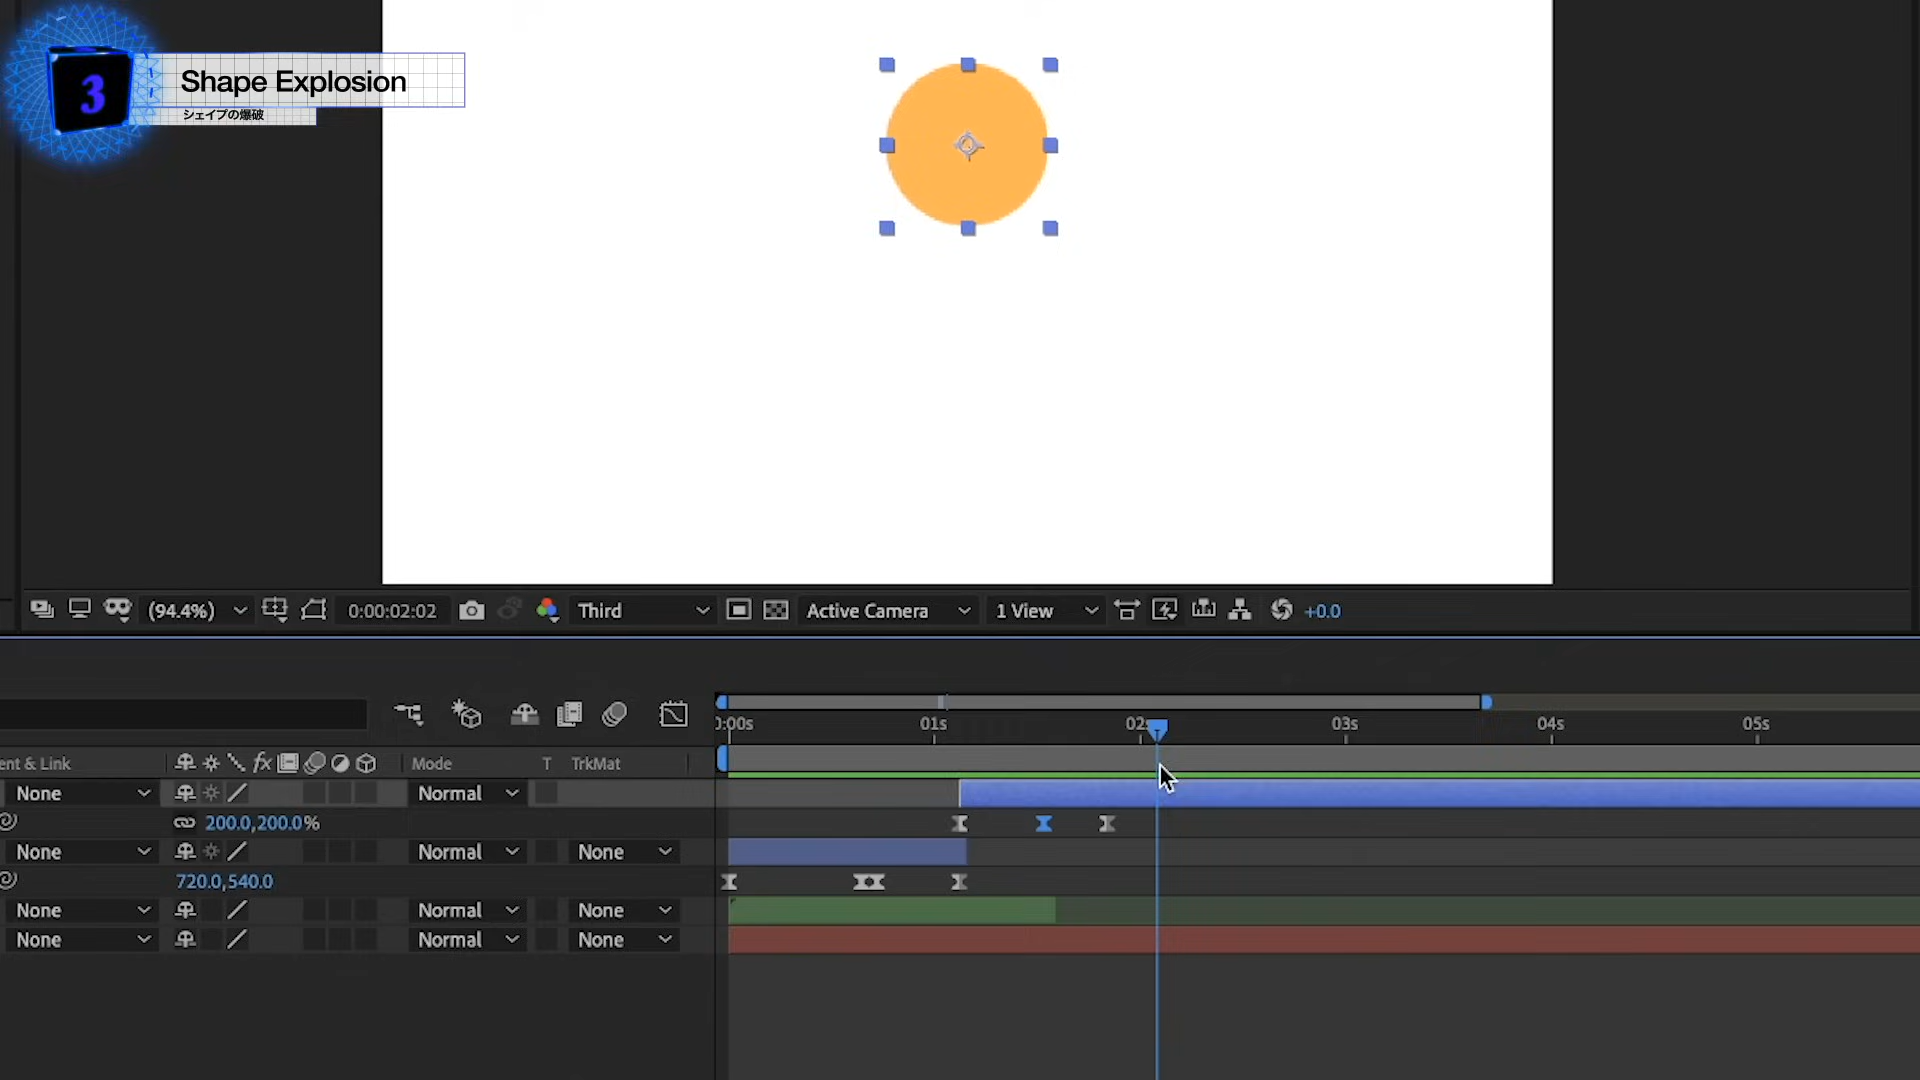 3
Shape Explosion
シェイプの爆破
(94.4%) 0:00:02:02 Third Active Camera 1 View +0.0
0:00s 01s 02s 03s 04s 05s
ent & Link fx Mode T TrkMat
None Normal
200.0,200.0%
None Normal None
720.0,540.0
None Normal None
None Normal None